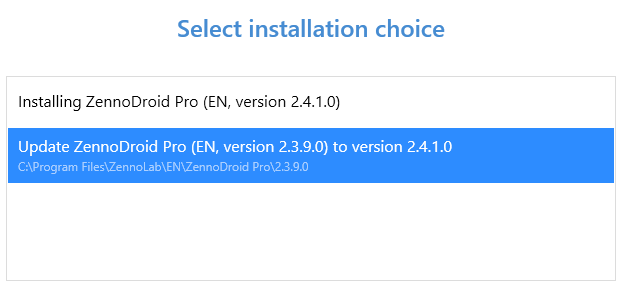 Select installation choice
Installing ZennoDroid Pro (EN, version 2.4.1.0)
Update ZennoDroid Pro (EN, version 2.3.9.0) to version 2.4.1.0
C:\Program Files\ZennoLab\EN\ZennoDroid Pro\2.3.9.0